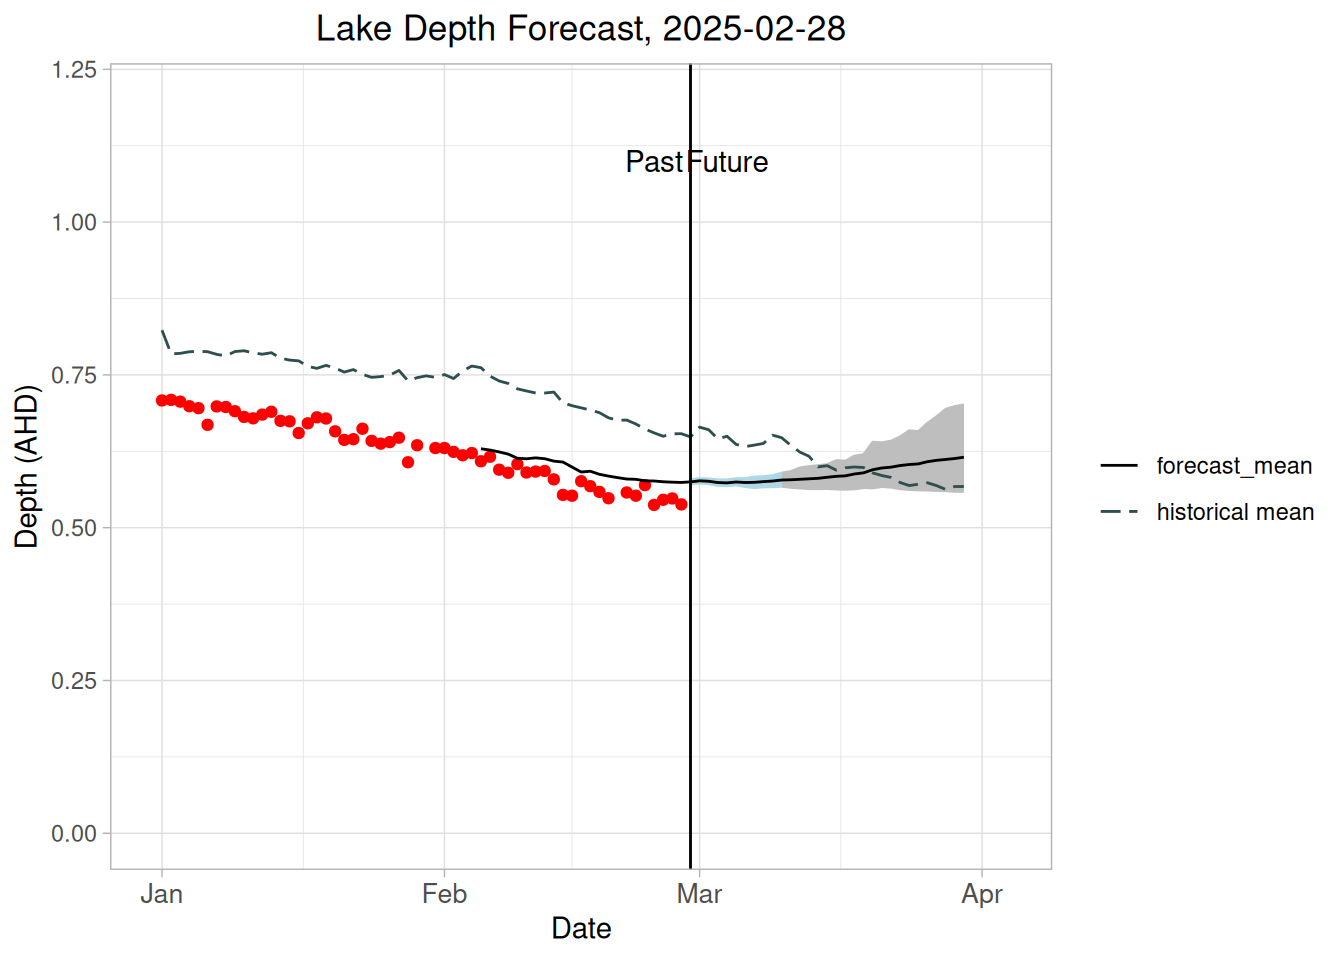 Lake Depth Forecast, 2025-02-28
1.25
1.00
0.75
0.50
0.25
0.00
Depth (AHD)
Past Future
Jan Feb Mar Apr
Date
forecast_mean
historical mean